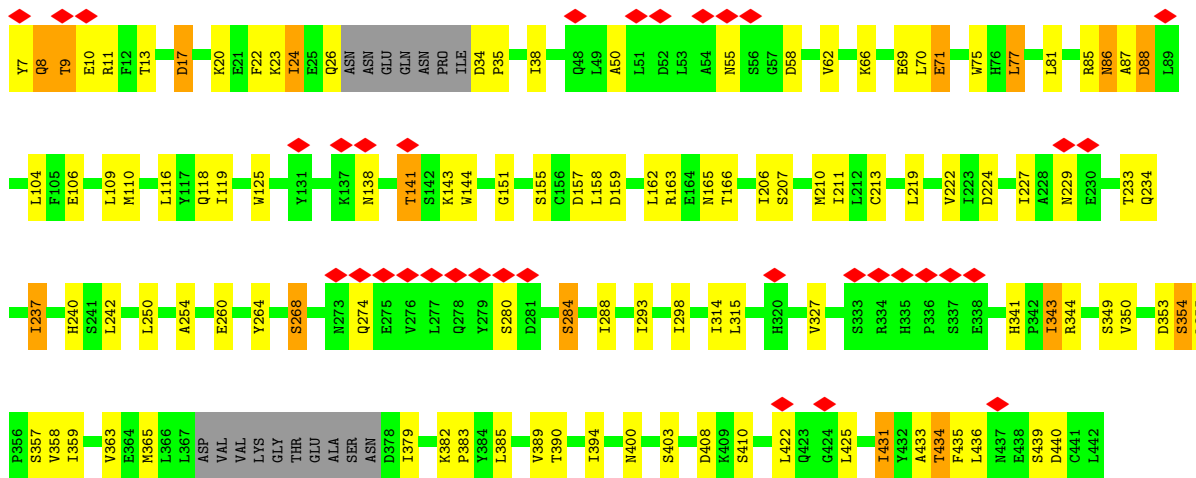 Y7 Q8 T9 E10 R11 F12 T13 D17 K20 E21 F22 K23 I24 E25 Q26 ASN ASN GLU GLN ASN PRO ILE D34 P35 I38 Q48 L49 A50 L51 D52 L53 A54 N55 S56 G57 D58 V62 K66 E69 L70 E71 W75 H76 L77 L81 R85 N86 A87 D88 L89
L104 F105 E106 L109 M110 L116 Y117 Q118 I119 W125 Y131 K137 N138 T141 S142 K143 W144 G151 S155 C156 D157 L158 D159 L162 R163 E164 N165 T166 I206 S207 M210 I211 L212 C213 L219 V222 I223 D224 I227 A228 N229 E230 T233 Q234
I237 H240 S241 L242 L250 A254 E260 Y264 S268 N273 Q274 E275 V276 L277 Q278 Y279 S280 D281 S284 I288 I293 I298 I314 L315 H320 V327 S333 R334 H335 P336 S337 E338 H341 P342 I343 R344 S349 V350 D353 S354
P356 S357 V358 I359 V363 E364 M365 L366 L367 ASP VAL VAL LYS GLY THR GLU ALA SER ASN D378 I379 K382 P383 Y384 L385 V389 T390 I394 N400 S403 D408 K409 S410 L422 Q423 G424 L425 I431 Y432 A433 T434 F435 L436 N437 E438 S439 D440 C441 L442